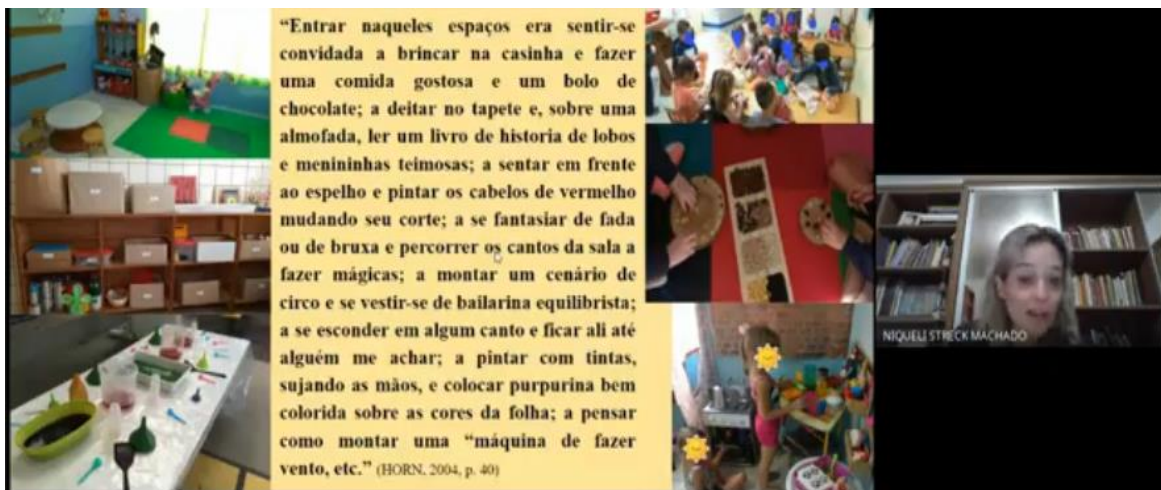 “Entrar naqueles espaços era sentir-se
convidada a brincar na casinha e fazer
uma comida gostosa e um bolo de
chocolate; a deitar no tapete e, sobre uma
almofada, ler um livro de historia de lobos
e menininhas teimosas; a sentar em frente
ao espelho e pintar os cabelos de vermelho
mudando seu corte; a se fantasiar de fada
ou de bruxa e percorrer os cantos da sala a
fazer mágicas; a montar um cenário de
circo e se vestir-se de bailarina equilibrista;
a se esconder em algum canto e ficar ali até
alguém me achar; a pintar com tintas,
sujando as mãos, e colocar purpurina bem
colorida sobre as cores da folha; a pensar
como montar uma “máquina de fazer
vento, etc.” (HORN, 2004, p. 40)
NIQUELI STRECK MACHADO